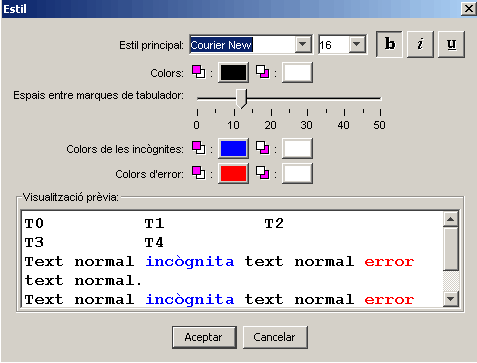 Estil
Estil principal: Courier New 16 b i u
Colors: : :
Espais entre marques de tabulador:
0 10 20 30 40 50
Colors de les incògnites: : :
Colors d'error: : :
Visualització prèvia:
T0 T1 T2
T3 T4
Text normal incògnita text normal error
text normal.
Text normal incògnita text normal error
Aceptar Cancelar